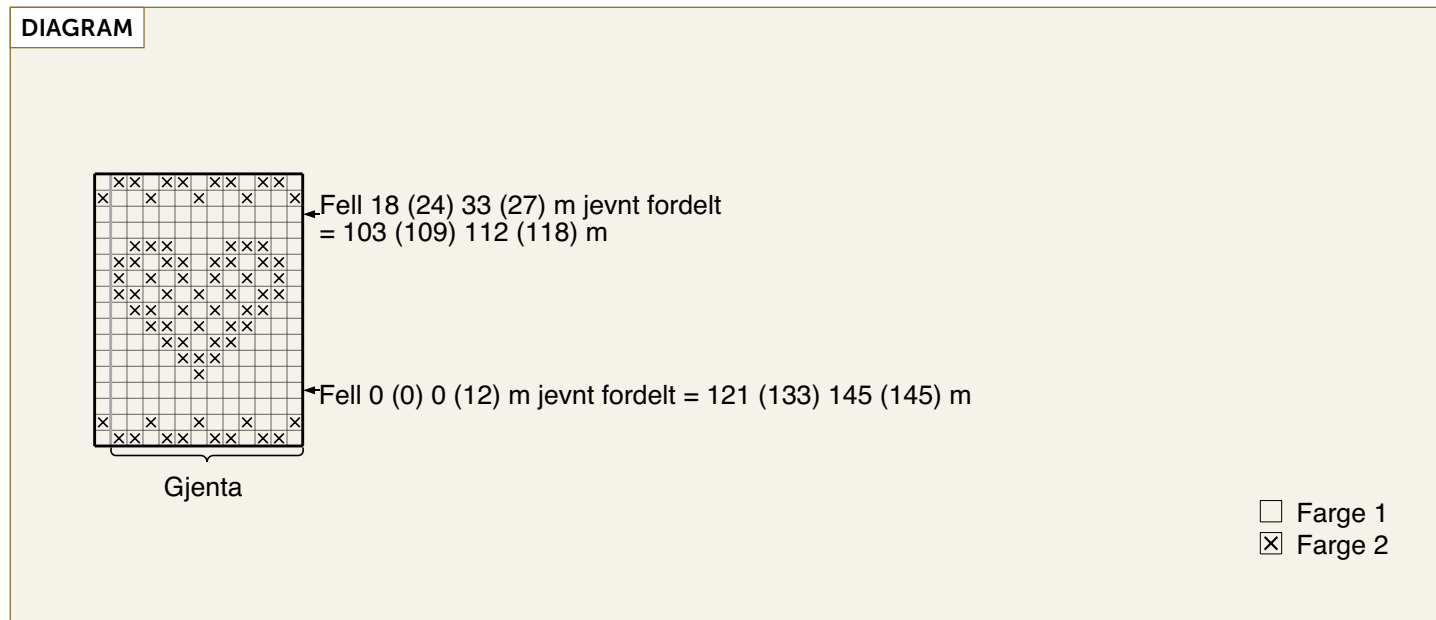 DIAGRAM
Fell 18 (24) 33 (27) m jevnt fordelt
= 103 (109) 112 (118) m
Fell 0 (0) 0 (12) m jevnt fordelt = 121 (133) 145 (145) m
Gjenta
Farge 1
Farge 2